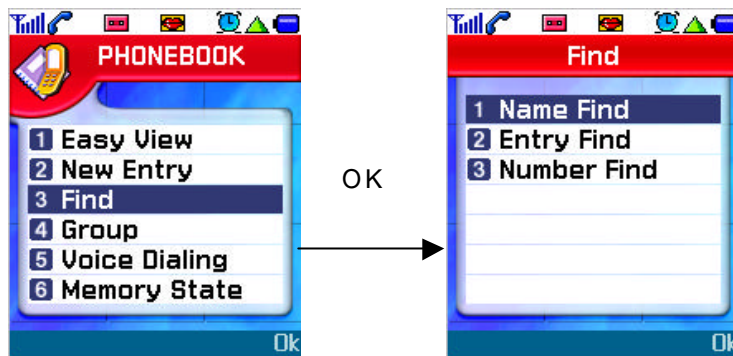 PHONEBOOK
1 Easy View
2 New Entry
3 Find
4 Group
5 Voice Dialing
6 Memory State
Ok
OK
Find
1 Name Find
2 Entry Find
3 Number Find
Ok